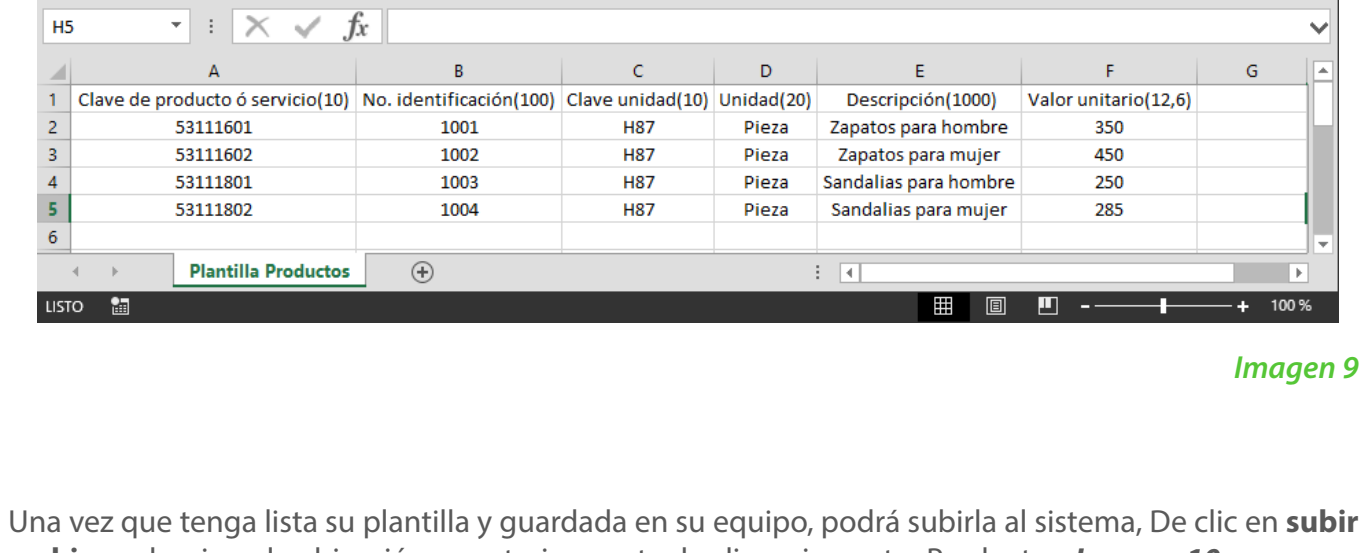 H5 fx
A B C D E F G
1 Clave de producto ó servicio(10) No. identificación(100) Clave unidad(10) Unidad(20) Descripción(1000) Valor unitario(12,6)
2 53111601 1001 H87 Pieza Zapatos para hombre 350
3 53111602 1002 H87 Pieza Zapatos para mujer 450
4 53111801 1003 H87 Pieza Sandalias para hombre 250
5 53111802 1004 H87 Pieza Sandalias para mujer 285
6
Plantilla Productos
LISTO 100 %
Imagen 9
Una vez que tenga lista su plantilla y guardada en su equipo, podrá subirla al sistema, De clic en subir